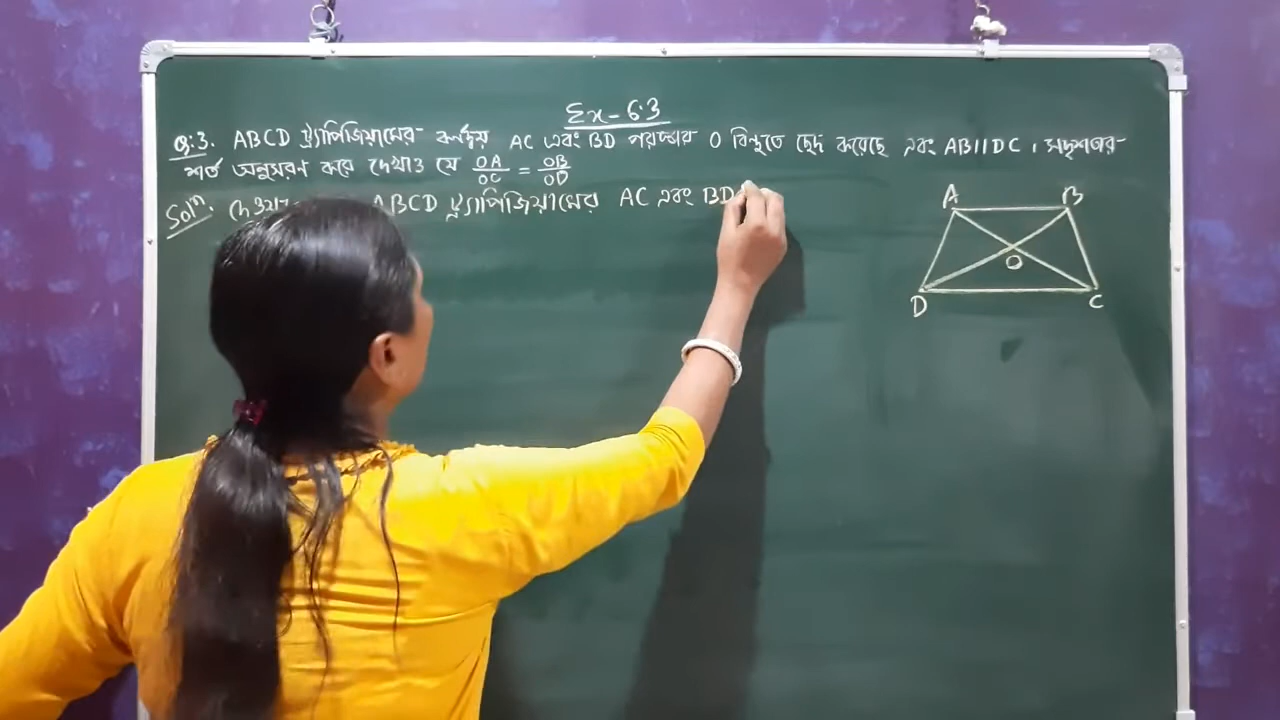 Ex - 6.3
Q:3. ABCD ট্র্যাপিজিয়ামের কর্ণদ্বয় AC এবং BD পরস্পর O বিন্দুতে ছেদ করেছে এবং AB||DC, সদৃশতার
শর্ত অনুসরণ করে দেখাও যে OA/OC = OB/OD
Solⁿ. ABCD ট্র্যাপিজিয়ামের AC এবং BD
A B
O
D C